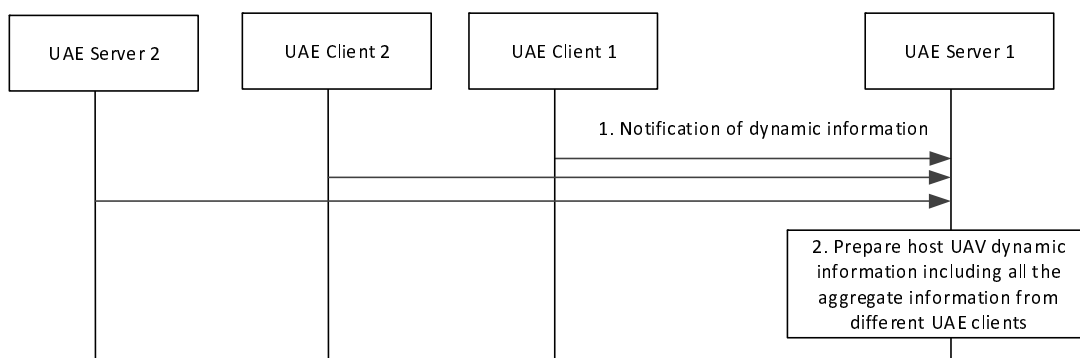 UAE Server 2
UAE Client 2
UAE Client 1
UAE Server 1
1. Notification of dynamic information
2. Prepare host UAV dynamic
information including all the
aggregate information from
different UAE clients